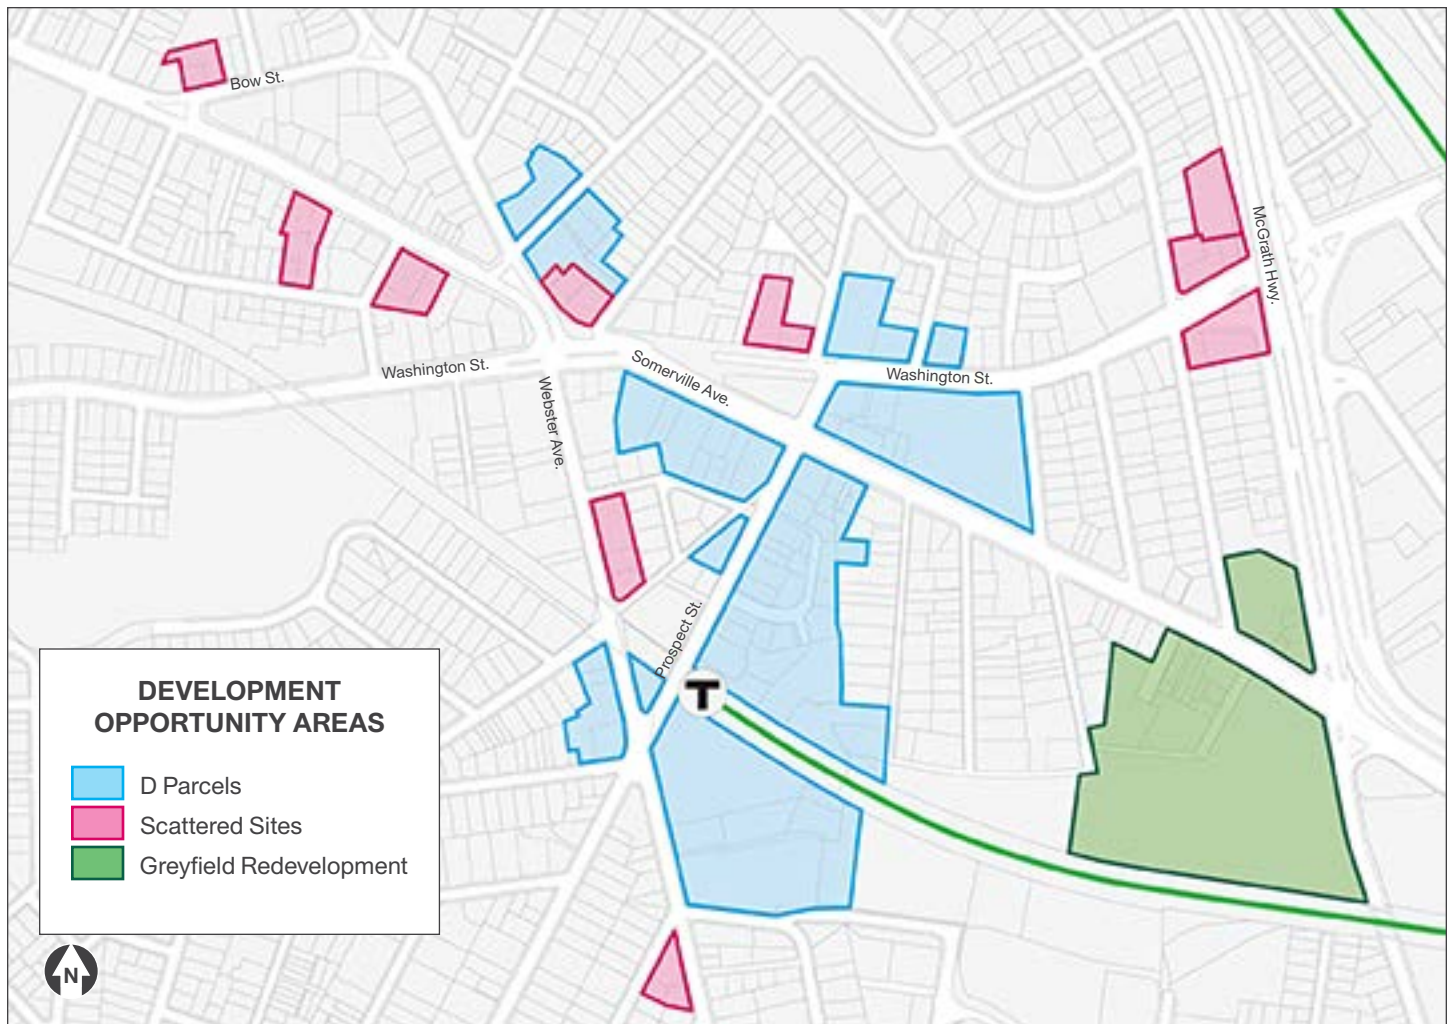 Bow St.
McGrath Hwy.
Washington St.
Somerville Ave.
Washington St.
Webster Ave.
Prospect St.
T
DEVELOPMENT
OPPORTUNITY AREAS
D Parcels
Scattered Sites
Greyfield Redevelopment
N